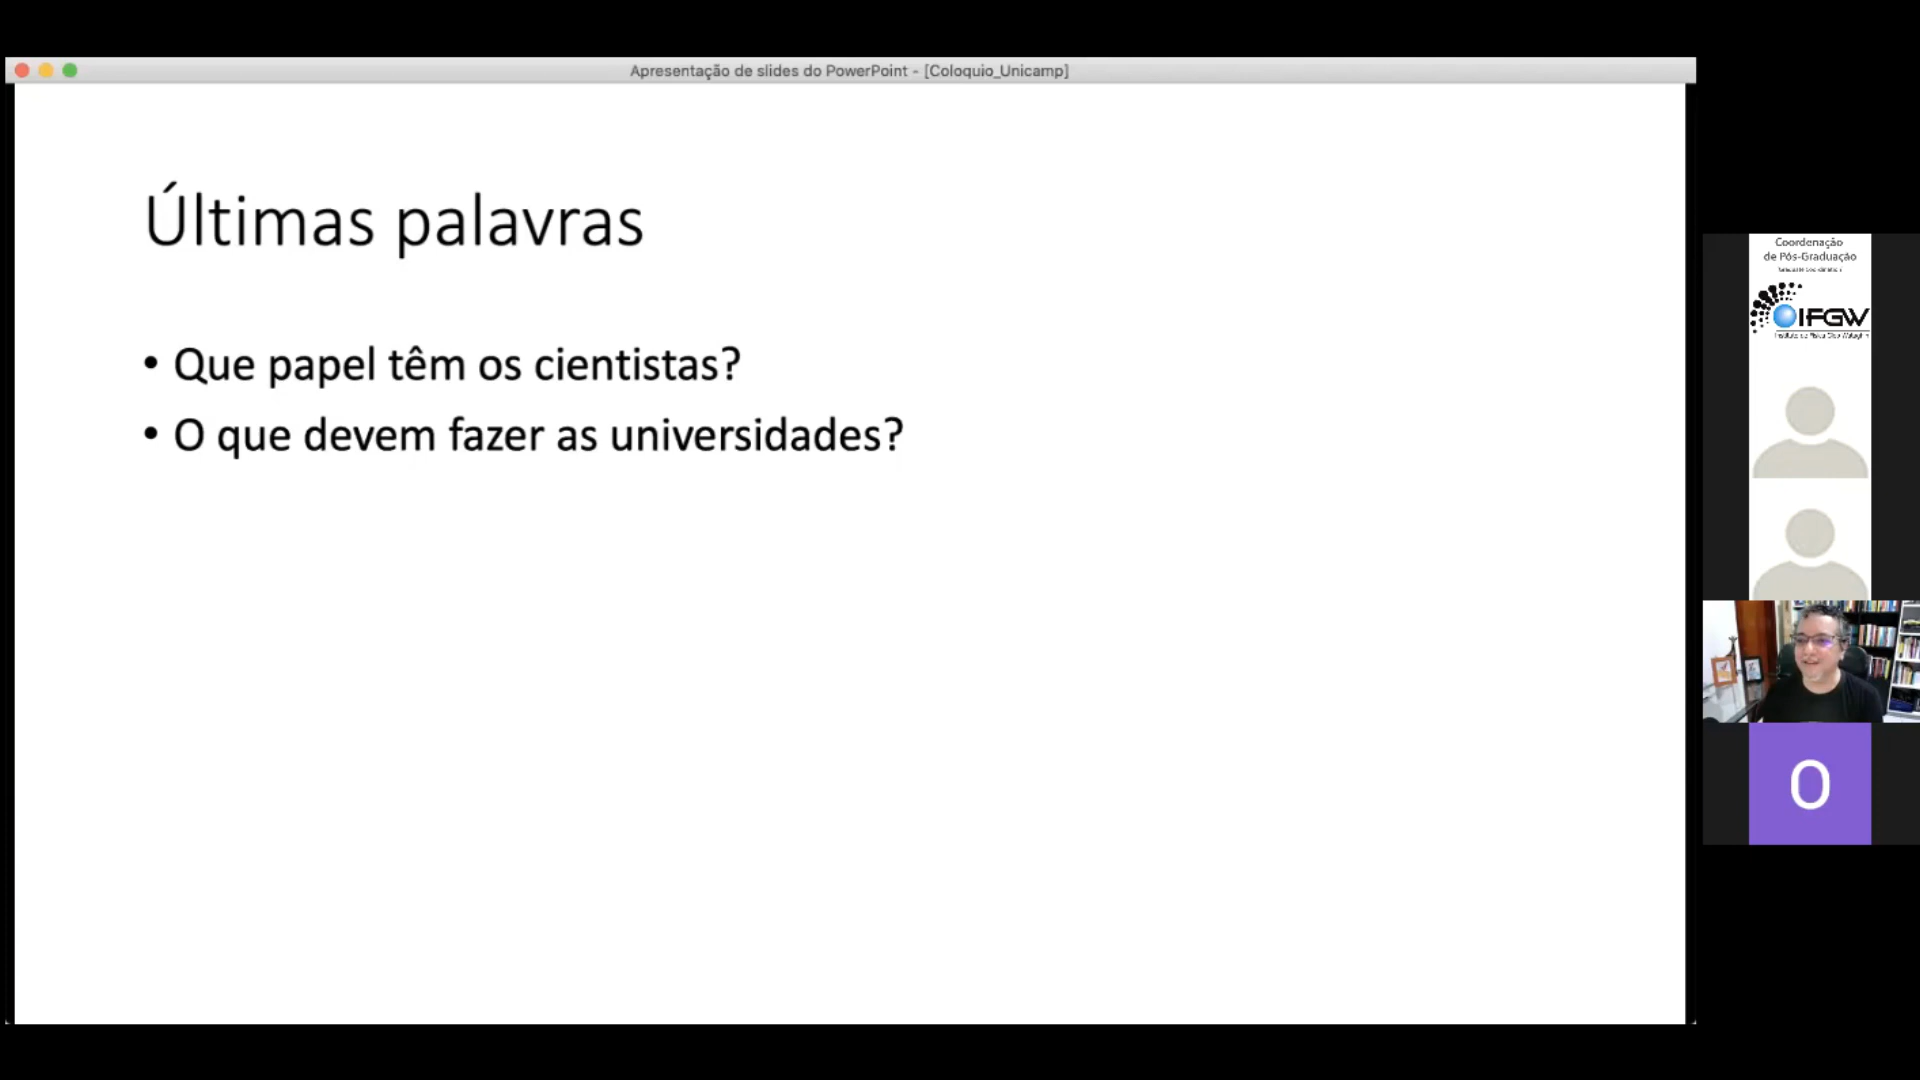 Apresentação de slides do PowerPoint - [Coloquio_Unicamp]
Últimas palavras
• Que papel têm os cientistas?
• O que devem fazer as universidades?
Coordenação
de Pós-Graduação
IFGW
O